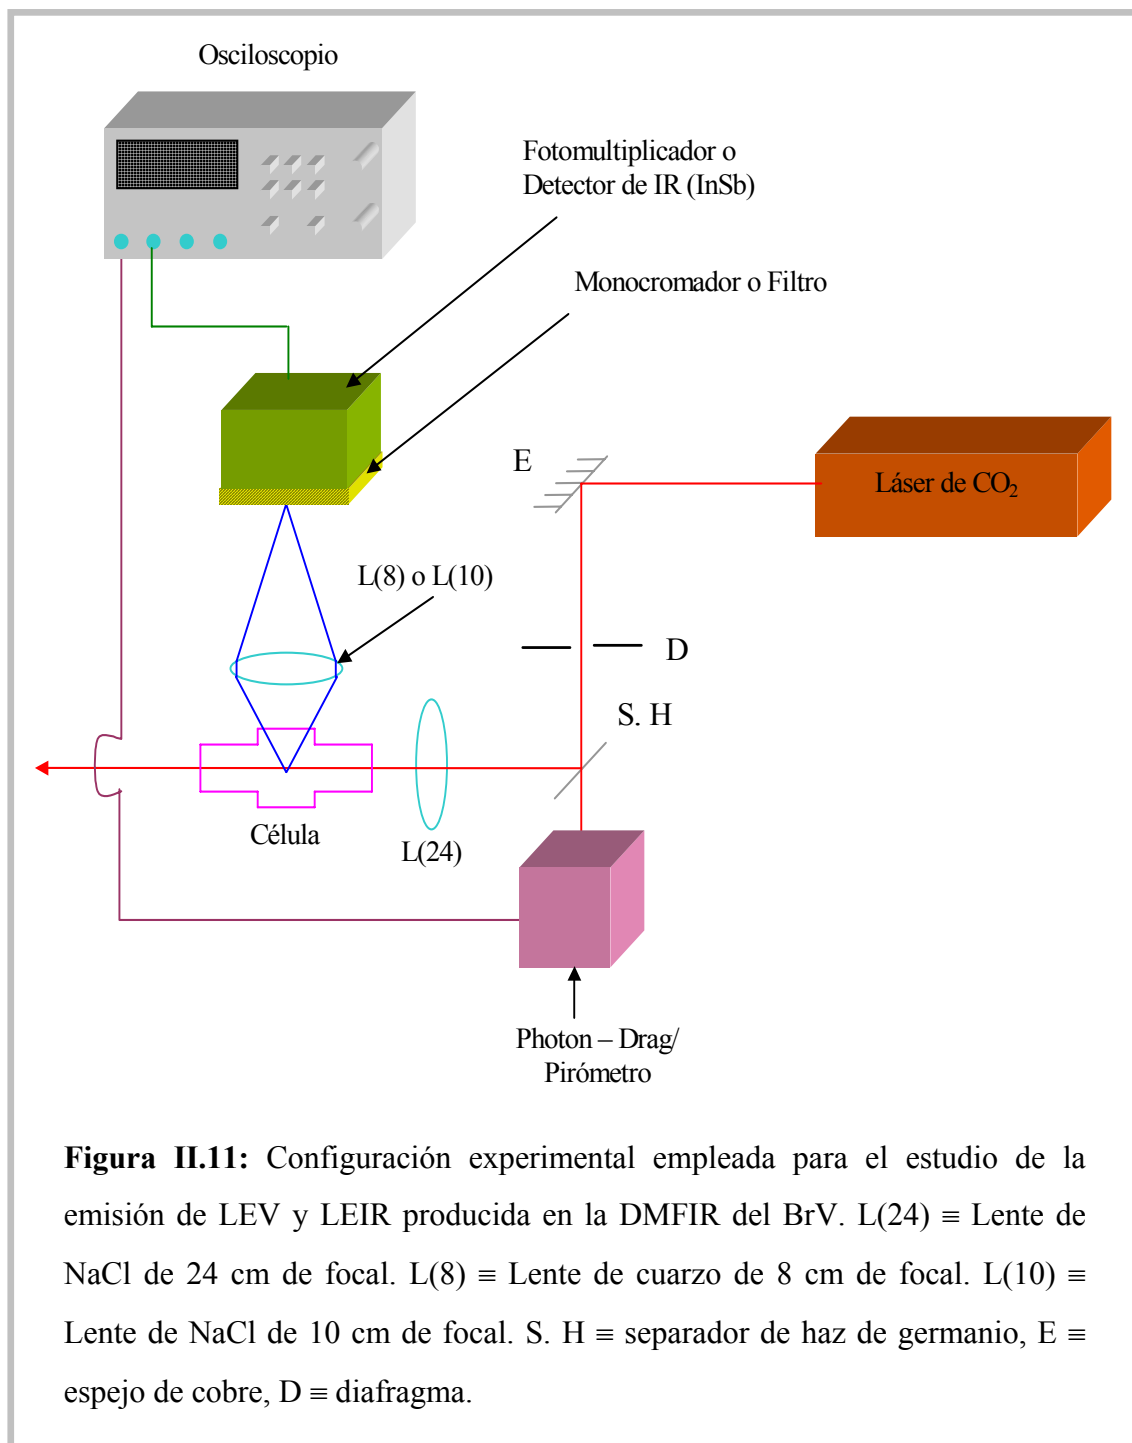 Osciloscopio
Fotomultiplicador o
Detector de IR (InSb)
Monocromador o Filtro
E
Láser de CO₂
L(8) o L(10)
D
S. H
Célula
L(24)
Photon – Drag/
Pirómetro
Figura II.11: Configuración experimental empleada para el estudio de la
emisión de LEV y LEIR producida en la DMFIR del BrV. L(24) ≡ Lente de
NaCl de 24 cm de focal. L(8) ≡ Lente de cuarzo de 8 cm de focal. L(10) ≡
Lente de NaCl de 10 cm de focal. S. H ≡ separador de haz de germanio, E ≡
espejo de cobre, D ≡ diafragma.